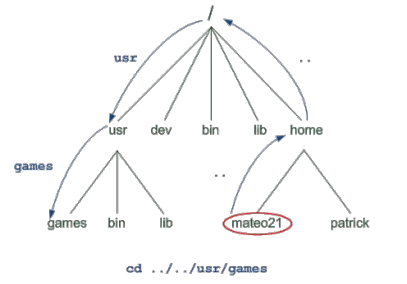 /
usr
..
usr dev bin lib home
games
..
games bin lib mateo21 patrick
cd ../../usr/games